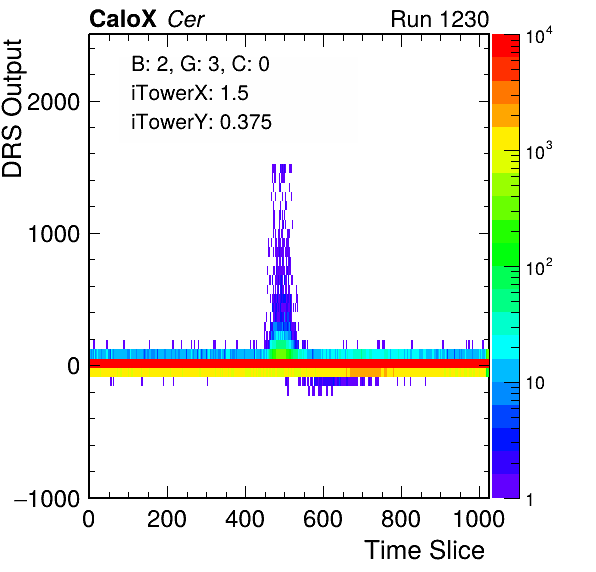 CaloX Cer Run 1230
B: 2, G: 3, C: 0
iTowerX: 1.5
iTowerY: 0.375
DRS Output
2000
1000
0
−1000
0 200 400 600 800 1000
Time Slice
10^4
10^3
10^2
10
1